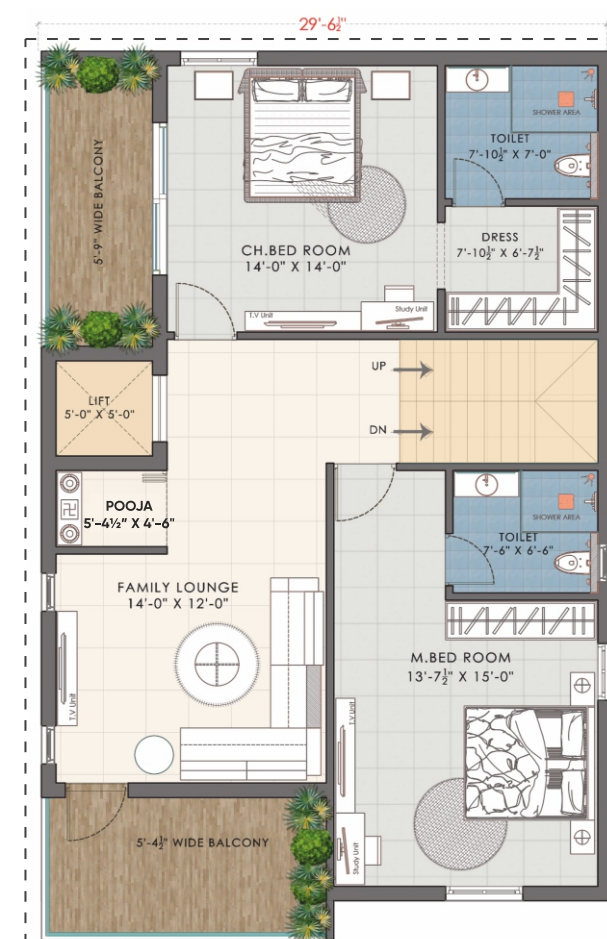 29'-6½"
5'-9" WIDE BALCONY
CH.BED ROOM
14'-0" X 14'-0"
T.V Unit
Study Unit
SHOWER AREA
TOILET
7'-10½" X 7'-0"
DRESS
7'-10½" X 6'-7½"
LIFT
5'-0" X 5'-0"
UP
DN
POOJA
5'-4½" X 4'-6"
SHOWER AREA
TOILET
7'-6" X 6'-6"
FAMILY LOUNGE
14'-0" X 12'-0"
T.V Unit
M.BED ROOM
13'-7½" X 15'-0"
T.V Unit
Study Unit
5'-4½" WIDE BALCONY